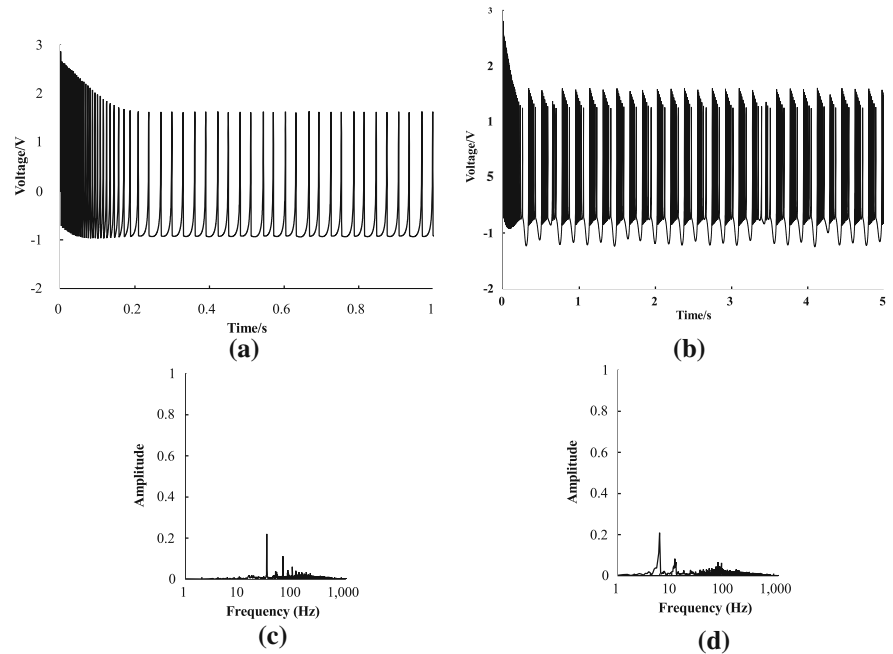 3
2
1
0
-1
-2
Voltage/V
0 0.2 0.4 0.6 0.8 1
Time/s
(a)
3
2
1
5
-1
-2
Voltage/V
0 1 2 3 4 5
Time/s
(b)
1
0.8
0.6
0.4
0.2
0
Amplitude
1 10 100 1,000
Frequency (Hz)
(c)
1
0.8
0.6
0.4
0.2
0
Amplitude
1 10 100 1,000
Frequency (Hz)
(d)